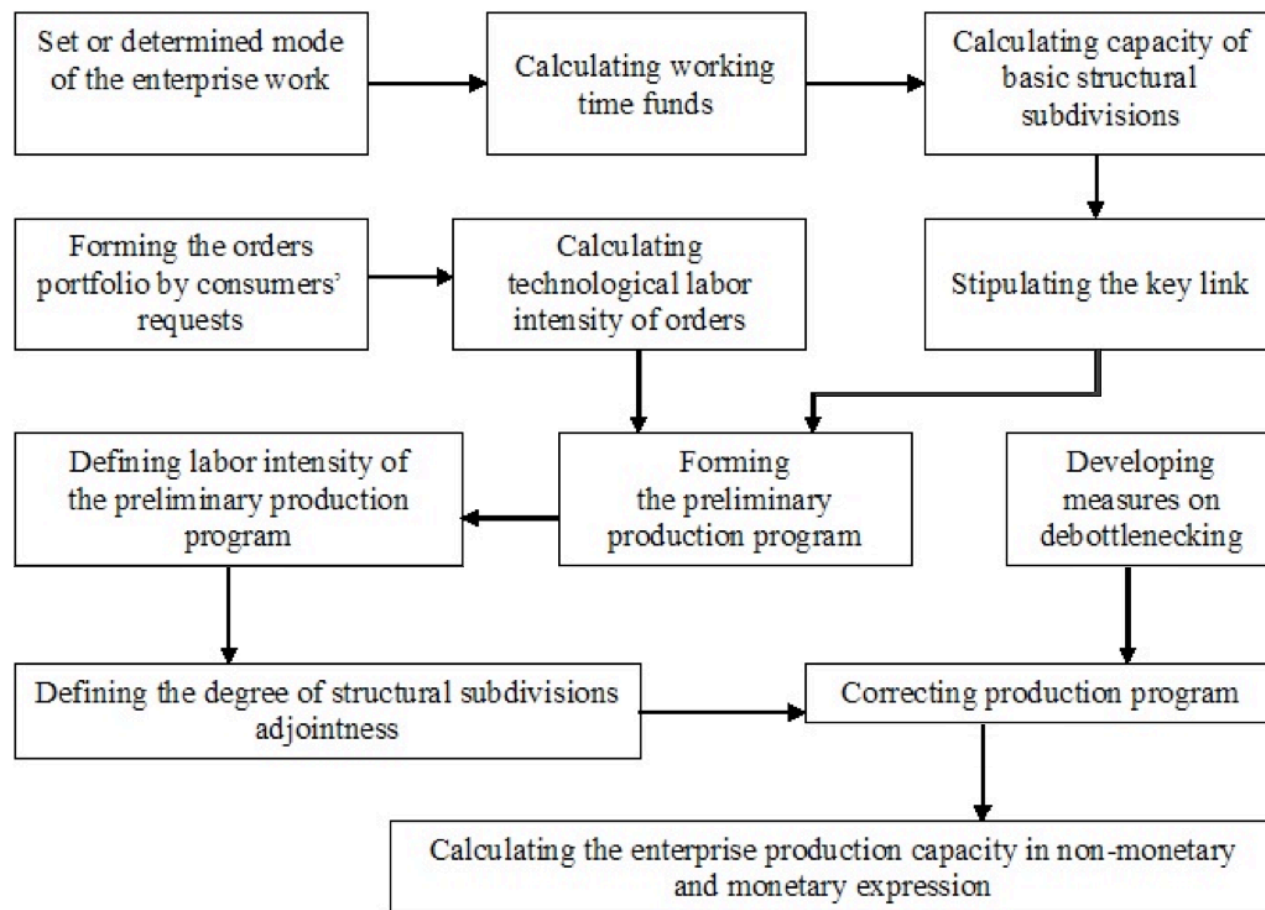 Set or determined mode
of the enterprise work
Calculating working
time funds
Calculating capacity of
basic structural
subdivisions
Forming the orders
portfolio by consumers’
requests
Calculating
technological labor
intensity of orders
Stipulating the key link
Defining labor intensity of
the preliminary production
program
Forming
the preliminary
production program
Developing
measures on
debottlenecking
Defining the degree of structural subdivisions
adjointness
Correcting production program
Calculating the enterprise production capacity in non-monetary
and monetary expression